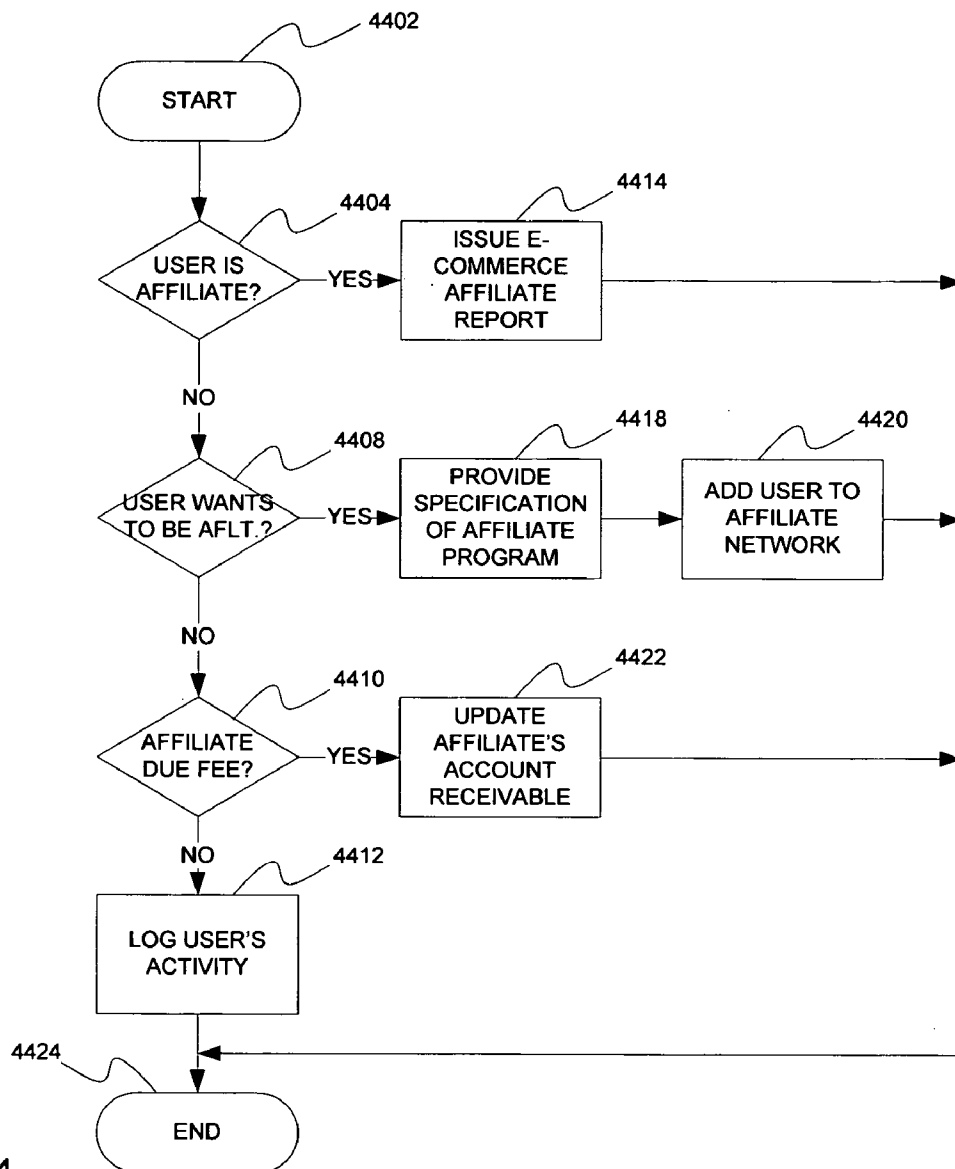 4402
START
4404
USER IS
AFFILIATE?
YES
4414
ISSUE E-
COMMERCE
AFFILIATE
REPORT
NO
4408
USER WANTS
TO BE AFLT.?
YES
4418
PROVIDE
SPECIFICATION
OF AFFILIATE
PROGRAM
4420
ADD USER TO
AFFILIATE
NETWORK
NO
4410
AFFILIATE
DUE FEE?
YES
4422
UPDATE
AFFILIATE'S
ACCOUNT
RECEIVABLE
NO
4412
LOG USER'S
ACTIVITY
4424
END